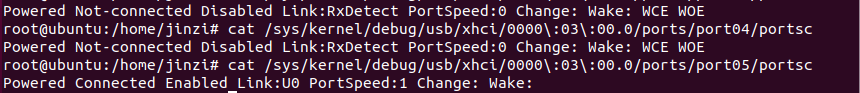 Powered Not-connected Disabled Link:RxDetect PortSpeed:0 Change: Wake: WCE WOE
root@ubuntu:/home/jinzi# cat /sys/kernel/debug/usb/xhci/0000\:03\:00.0/ports/port04/portsc
Powered Not-connected Disabled Link:RxDetect PortSpeed:0 Change: Wake: WCE WOE
root@ubuntu:/home/jinzi# cat /sys/kernel/debug/usb/xhci/0000\:03\:00.0/ports/port05/portsc
Powered Connected Enabled Link:U0 PortSpeed:1 Change: Wake: